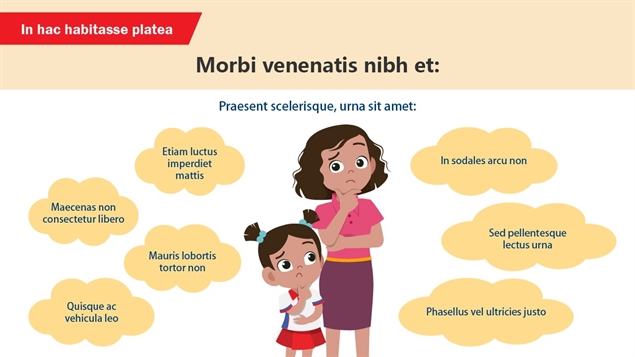 In hac habitasse platea
Morbi venenatis nibh et:
Praesent scelerisque, urna sit amet:
Etiam luctus
imperdiet
mattis
Maecenas non
consectetur libero
Mauris lobortis
tortor non
Quisque ac
vehicula leo
In sodales arcu non
Sed pellentesque
lectus urna
Phasellus vel ultricies justo